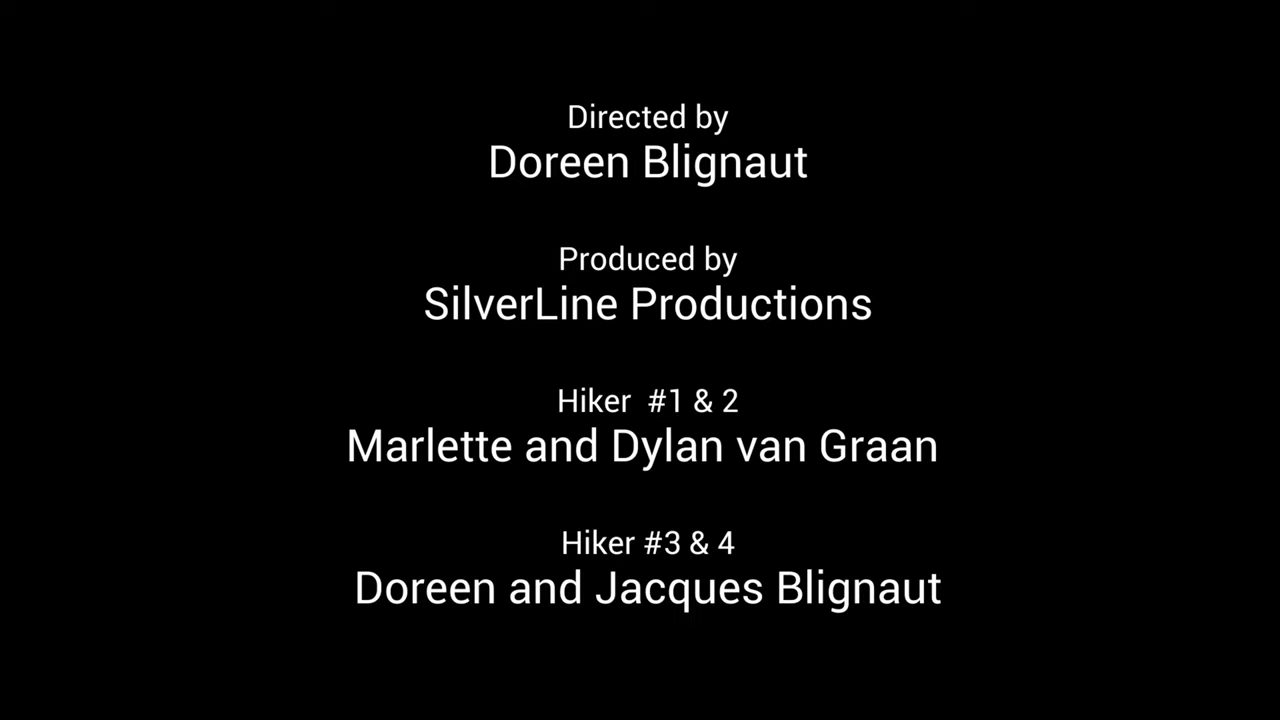 Directed by
Doreen Blignaut
Produced by
SilverLine Productions
Hiker  #1 & 2
Marlette and Dylan van Graan
Hiker #3 & 4
Doreen and Jacques Blignaut